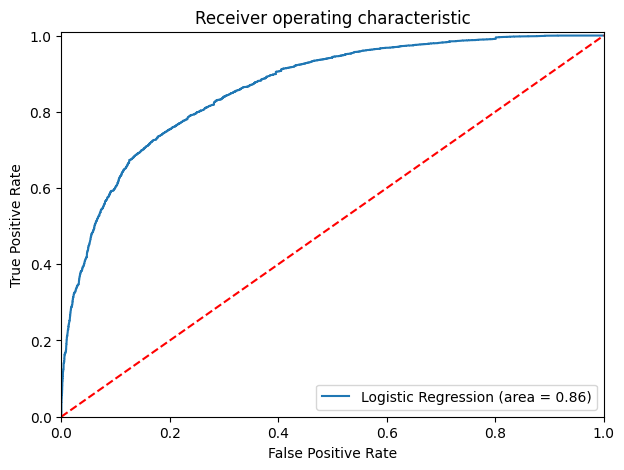 Receiver operating characteristic
True Positive Rate
1.0
0.8
0.6
0.4
0.2
0.0
0.0 0.2 0.4 0.6 0.8 1.0
False Positive Rate
Logistic Regression (area = 0.86)